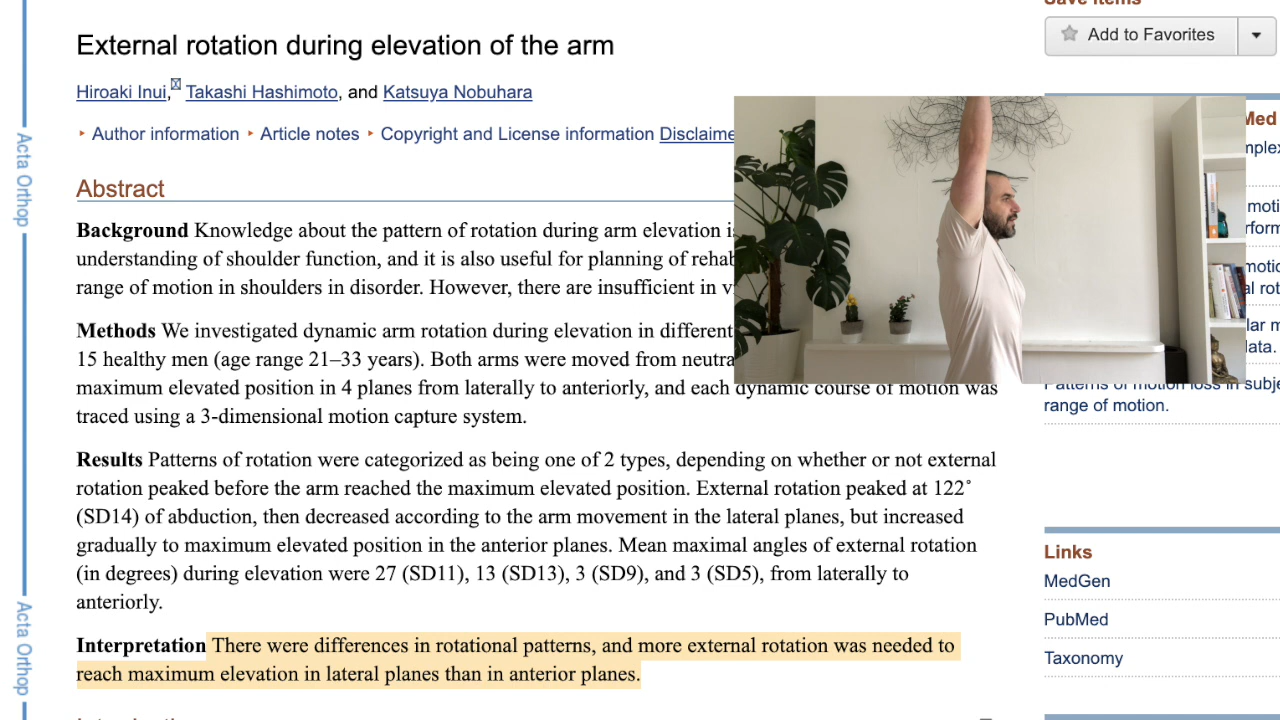 Save Items
External rotation during elevation of the arm
Add to Favorites
Hiroaki Inui, Takashi Hashimoto, and Katsuya Nobuhara
Author information Article notes Copyright and License information
Abstract
Background Knowledge about the pattern of rotation during arm elevation
understanding of shoulder function, and it is also useful for planning of
range of motion in shoulders in disorder. However, there are insufficient in
Methods We investigated dynamic arm rotation during elevation in different
15 healthy men (age range 21–33 years). Both arms were moved from
maximum elevated position in 4 planes from laterally to anteriorly, and each dynamic course of motion was
traced using a 3-dimensional motion capture system.
Results Patterns of rotation were categorized as being one of 2 types, depending on whether or not external
rotation peaked before the arm reached the maximum elevated position. External rotation peaked at 122˚
(SD14) of abduction, then decreased according to the arm movement in the lateral planes, but increased
gradually to maximum elevated position in the anterior planes. Mean maximal angles of external rotation
(in degrees) during elevation were 27 (SD11), 13 (SD13), 3 (SD9), and 3 (SD5), from laterally to
anteriorly.
Interpretation There were differences in rotational patterns, and more external rotation was needed to
reach maximum elevation in lateral planes than in anterior planes.
Acta Orthop
Acta Orthop
Med
data.
Patterns of motion loss in
range of motion.
Links
MedGen
PubMed
Taxonomy